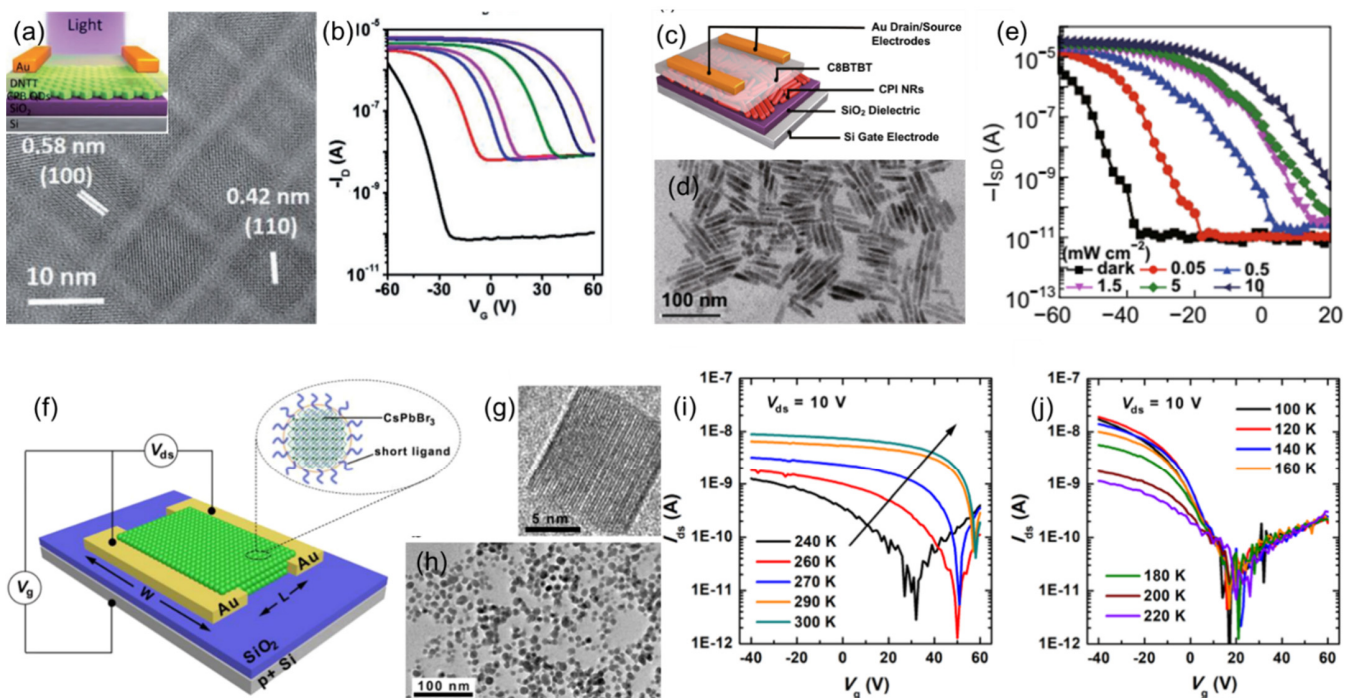 (a)
Light
Au
DNTT
CPB QDs
SiO₂
Si
0.58 nm
(100)
0.42 nm
(110)
10 nm
(b)
-I_D (A)
10⁻⁵
10⁻⁷
10⁻⁹
10⁻¹¹
-60 -30 0 30 60
V_G (V)
(c)
Au Drain/Source
Electrodes
C8BTBT
CPI NRs
SiO₂ Dielectric
Si Gate Electrode
(d)
100 nm
(e)
−I_SD (A)
10⁻⁵
10⁻⁷
10⁻⁹
10⁻¹¹
10⁻¹³
(mW cm⁻²)
dark 0.05 0.5
1.5 5 10
−60 −40 −20 0 20
(f)
CsPbBr₃
short ligand
V_ds
V_g
Au
Au
W
L
SiO₂
p+ Si
(g)
5 nm
(h)
100 nm
(i)
V_ds = 10 V
I_ds (A)
1E-7
1E-8
1E-9
1E-10
1E-11
1E-12
240 K
260 K
270 K
290 K
300 K
-40 -20 0 20 40 60
V_g (V)
(j)
V_ds = 10 V
100 K
120 K
140 K
160 K
180 K
200 K
220 K
I_ds (A)
1E-7
1E-8
1E-9
1E-10
1E-11
1E-12
-40 -20 0 20 40 60
V_g (V)